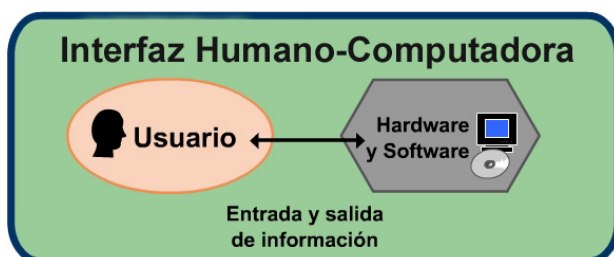 Interfaz Humano-Computadora
Usuario
Hardware
y Software
Entrada y salida
de información